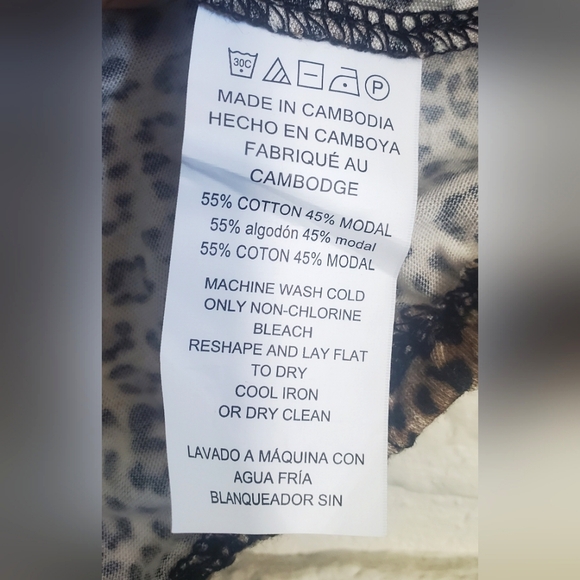 30C P
MADE IN CAMBODIA
HECHO EN CAMBOYA
FABRIQUÉ AU
CAMBODGE
55% COTTON 45% MODAL
55% algodón 45% modal
55% COTON 45% MODAL
MACHINE WASH COLD
ONLY NON-CHLORINE
BLEACH
RESHAPE AND LAY FLAT
TO DRY
COOL IRON
OR DRY CLEAN
LAVADO A MÁQUINA CON
AGUA FRÍA
BLANQUEADOR SIN